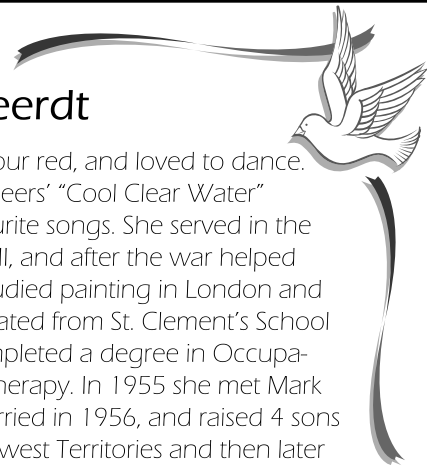 eerdt
our red, and loved to dance.
eers’ “Cool Clear Water”
urite songs. She served in the
II, and after the war helped
udied painting in London and
ated from St. Clement’s School
mpleted a degree in Occupa-
herapy. In 1955 she met Mark
rried in 1956, and raised 4 sons
west Territories and then later